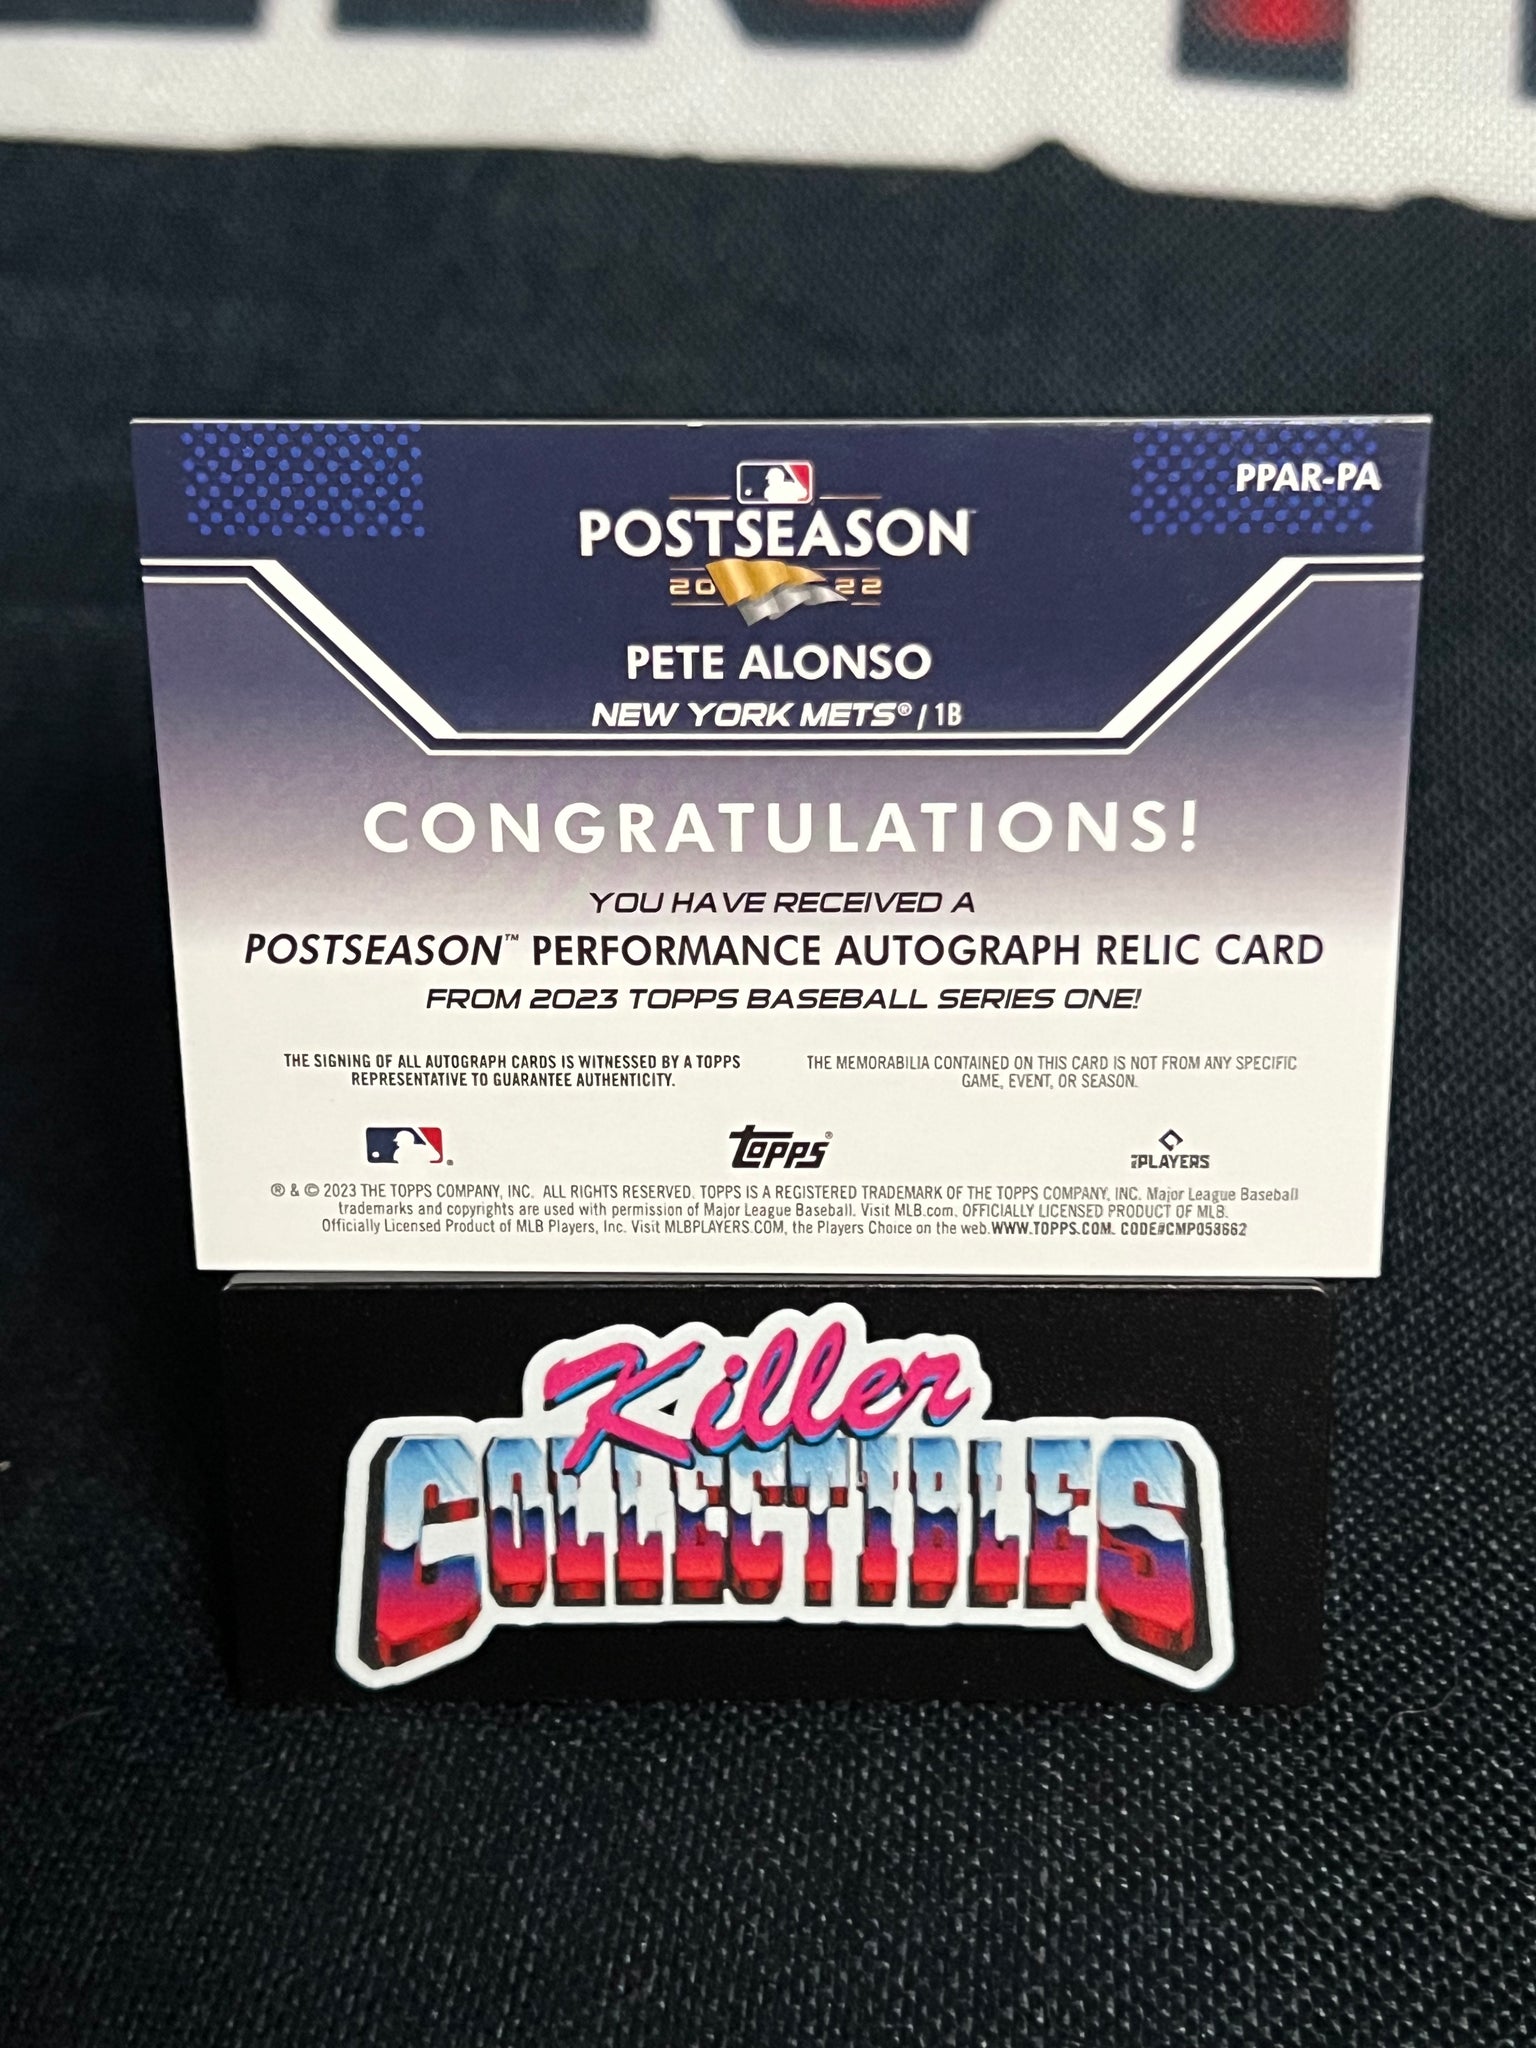 PPAR-PA
POSTSEASON™
2022
PETE ALONSO
NEW YORK METS® / 1B
CONGRATULATIONS!
YOU HAVE RECEIVED A
POSTSEASON™ PERFORMANCE AUTOGRAPH RELIC CARD
FROM 2023 TOPPS BASEBALL SERIES ONE!
THE SIGNING OF ALL AUTOGRAPH CARDS IS WITNESSED BY A TOPPS
REPRESENTATIVE TO GUARANTEE AUTHENTICITY.
THE MEMORABILIA CONTAINED ON THIS CARD IS NOT FROM ANY SPECIFIC
GAME, EVENT, OR SEASON.
topps®
PLAYERS
® & © 2023 THE TOPPS COMPANY, INC. ALL RIGHTS RESERVED. TOPPS IS A REGISTERED TRADEMARK OF THE TOPPS COMPANY, INC. Major League Baseball
trademarks and copyrights are used with permission of Major League Baseball. Visit MLB.com. OFFICIALLY LICENSED PRODUCT OF MLB.
Officially Licensed Product of MLB Players, Inc. Visit MLBPLAYERS.COM, the Players Choice on the web. WWW.TOPPS.COM. CODE#CMP058662
Killer
COLLECTIBLES